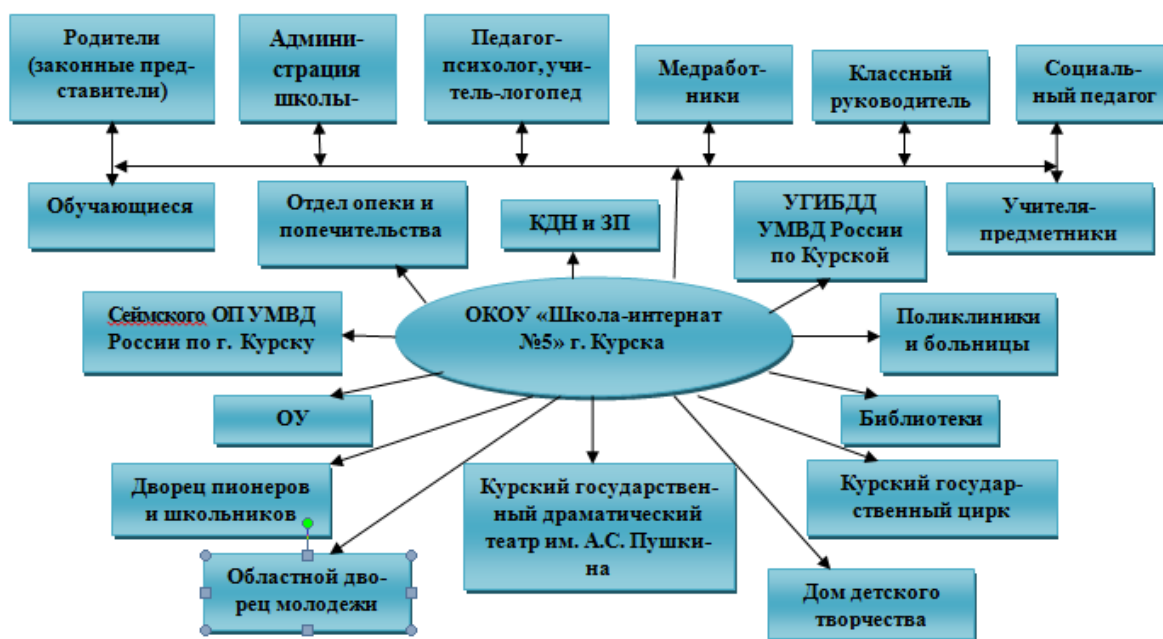 Родители
(законные пред-
ставители)
Админи-
страция
школы-
Педагог-
психолог, учи-
тель-логопед
Медработ-
ники
Классный
руководитель
Социаль-
ный педагог
Обучающиеся
Отдел опеки и
попечительства
КДН и ЗП
УГИБДД
УМВД России
по Курской
Учителя-
предметники
Сеймского ОП УМВД
России по г. Курску
ОКОУ «Школа-интернат
№5» г. Курска
Поликлиники
и больницы
ОУ
Библиотеки
Дворец пионеров
и школьников
Курский государствен-
ный драматический
театр им. А.С. Пушки-
на
Курский государ-
ственный цирк
Областной дво-
рец молодежи
Дом детского
творчества